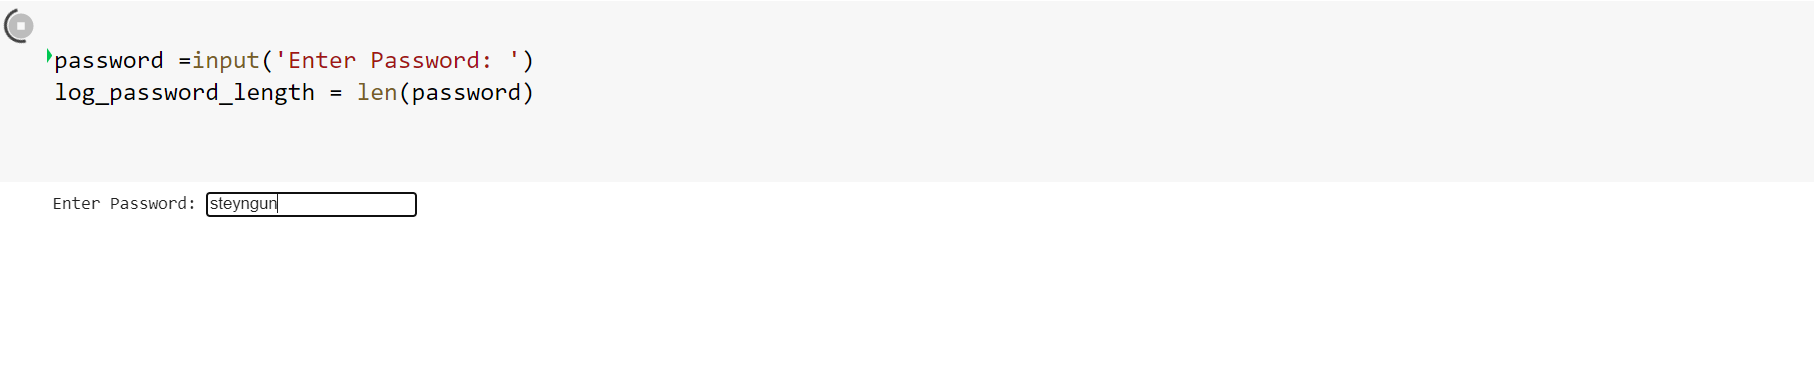 password =input('Enter Password: ')
log_password_length = len(password)
Enter Password: steyngun